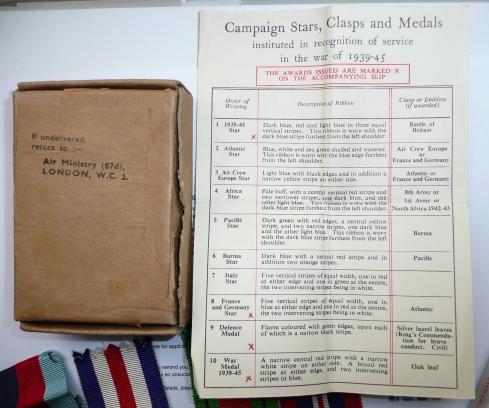 If undelivered,
return to :—
Air Ministry (S7d),
LONDON, W.C. 1.
Campaign Stars, Clasps and Medals
instituted in recognition of service
in the war of 1939-45
THE AWARDS ISSUED ARE MARKED X
ON THE ACCOMPANYING SLIP
Order of
Wearing
Description of Ribbon
Clasp or Emblem
(if awarded)
1 1939-45
Star
x
Dark blue, red and light blue in three equal
vertical stripes. This ribbon is worn with the
dark blue stripe furthest from the left shoulder.
Battle of
Britain
2 Atlantic
Star
Blue, white and sea green shaded and watered.
This ribbon is worn with the blue edge furthest
from the left shoulder.
Air Crew Europe
or
France and Germany
3 Air Crew
Europe Star
Light blue with black edges and in addition a
narrow yellow stripe on either side.
Atlantic or
France and Germany
4 Africa
Star
Pale buff, with a central vertical red stripe and
two narrower stripes, one dark blue, and the
other light blue. This ribbon is worn with the
dark blue stripe furthest from the left shoulder.
8th Army or
1st Army or
North Africa 1942-43
5 Pacific
Star
Dark green with red edges, a central yellow
stripe, and two narrow stripes, one dark blue
and the other light blue. This ribbon is worn
with the dark blue stripe furthest from the left
shoulder.
Burma
6 Burma
Star
Dark blue with a central red stripe and in
addition two orange stripes.
Pacific
7 Italy
Star
Five vertical stripes of equal width, one in red
at either edge and one in green at the centre,
the two intervening stripes being in white.
8 France
and Germany
Star x
Five vertical stripes of equal width, one in
blue at either edge and one in red at the centre,
the two intervening stripes being in white.
Atlantic
9 Defence
Medal
x
Flame coloured with green edges, upon each
of which is a narrow black stripe.
Silver laurel leaves
(King's Commenda-
tion for brave
conduct. Civil)
10 War
Medal
1939-45 x
A narrow central red stripe with a narrow
white stripe on either side. A broad red
stripe at either edge, and two intervening
stripes in blue.
Oak leaf